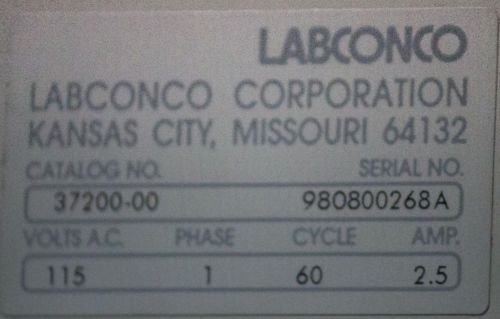 LABCONCO
LABCONCO CORPORATION
KANSAS CITY, MISSOURI 64132
CATALOG NO. SERIAL NO.
37200-00 980800268A
VOLTS A.C. PHASE CYCLE AMP.
115 1 60 2.5